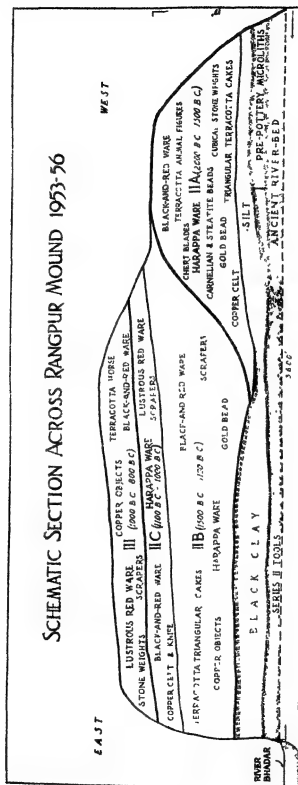 SCHEMATIC SECTION ACROSS RANGPUR MOUND 1953-56
EAST
WEST
COPPER OBJECTS
TERRACOTTA HORSE
LUSTROUS RED WARE III (1000 B C 800 B C)
BLACK-AND-RED WARE
STONE WEIGHTS
SCRAPERS
LUSTROUS RED WARE
BLACK-AND-RED WARE IIC (1100 B C - 1000 B C)
HARAPPA WARE
SCRAPERS
COPPER CELT & KNIFE
TERRACOTTA TRIANGULAR CAKES
IIB (1500 B C
BLACK-AND RED WARE
COPPER OBJECTS
HARAPPA WARE
GOLD BEAD
SCRAPERS
BLACK-AND-RED WARE
TERRACOTTA ANIMAL FIGURES
CHERT BLADES
HARAPPA WARE IIA (2000 B C 1500 B C)
CARNELIAN & STEATITE BEADS
CUBICAL STONE WEIGHTS
GOLD BEAD
COPPER CELT
TRIANGULAR TERRACOTTA CAKES
BLACK CLAY
SILT
PRE-POTTERY MICROLITHS
SERIES II TOOLS
ANCIENT RIVER-BED
RIVER
BHADAR